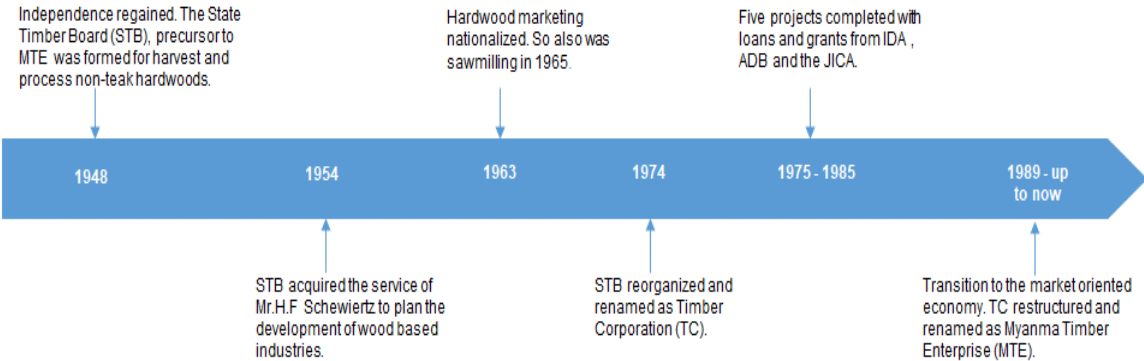 Independence regained. The State
Timber Board (STB), precursor to
MTE was formed for harvest and
process non-teak hardwoods.
Hardwood marketing
nationalized. So also was
sawmilling in 1965.
Five projects completed with
loans and grants from IDA ,
ADB and the JICA.
1948
1954
1963
1974
1975 - 1985
1989 - up
to now
STB acquired the service of
Mr.H.F Schewiertz to plan the
development of wood based
industries.
STB reorganized and
renamed as Timber
Corporation (TC).
Transition to the market oriented
economy. TC restructured and
renamed as Myanma Timber
Enterprise (MTE).